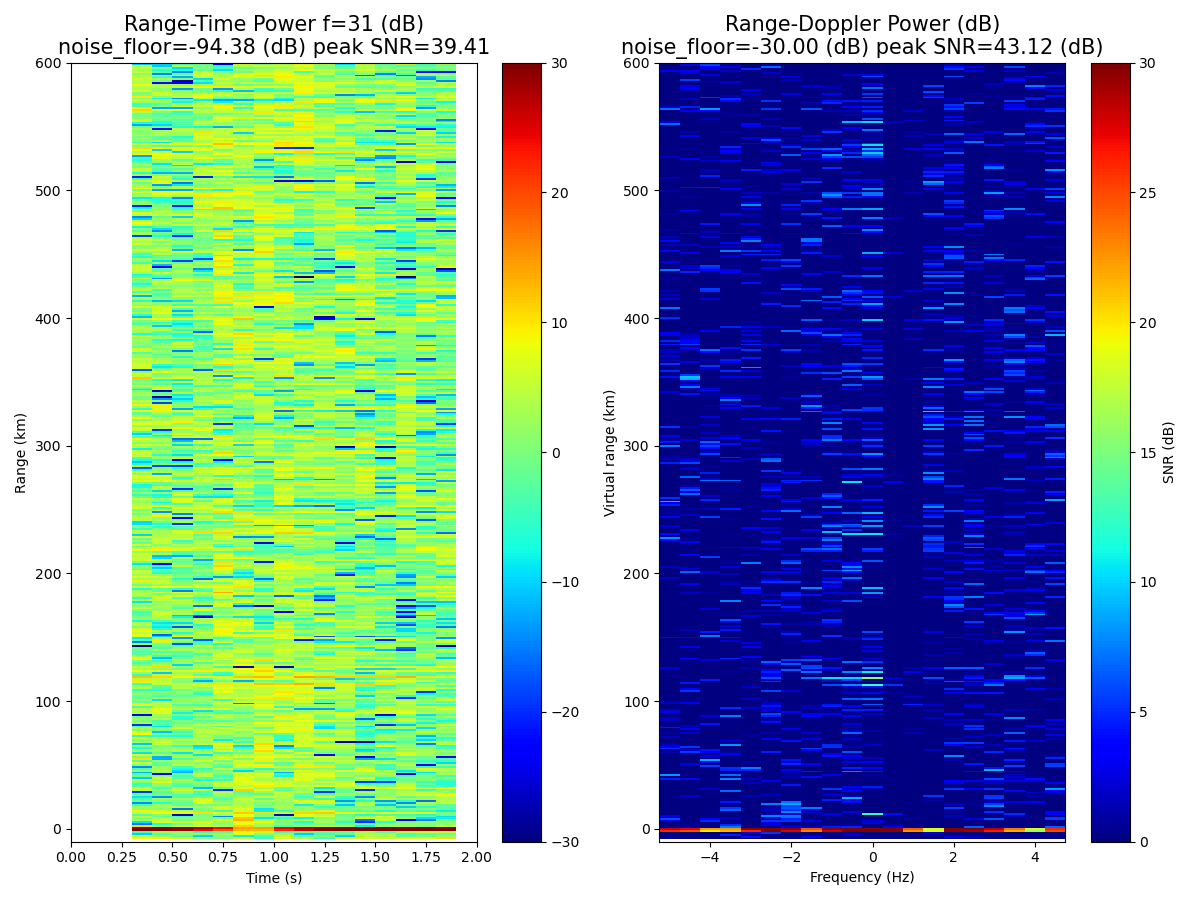 Range-Time Power f=31 (dB)
noise_floor=-94.38 (dB) peak SNR=39.41
600
500
400
300
200
100
0
Range (km)
0.00 0.25 0.50 0.75 1.00 1.25 1.50 1.75 2.00
Time (s)
30
20
10
0
−10
−20
−30
Range-Doppler Power (dB)
noise_floor=-30.00 (dB) peak SNR=43.12 (dB)
600
500
400
300
200
100
0
Virtual range (km)
−4 −2 0 2 4
Frequency (Hz)
30
25
20
15
10
5
0
SNR (dB)